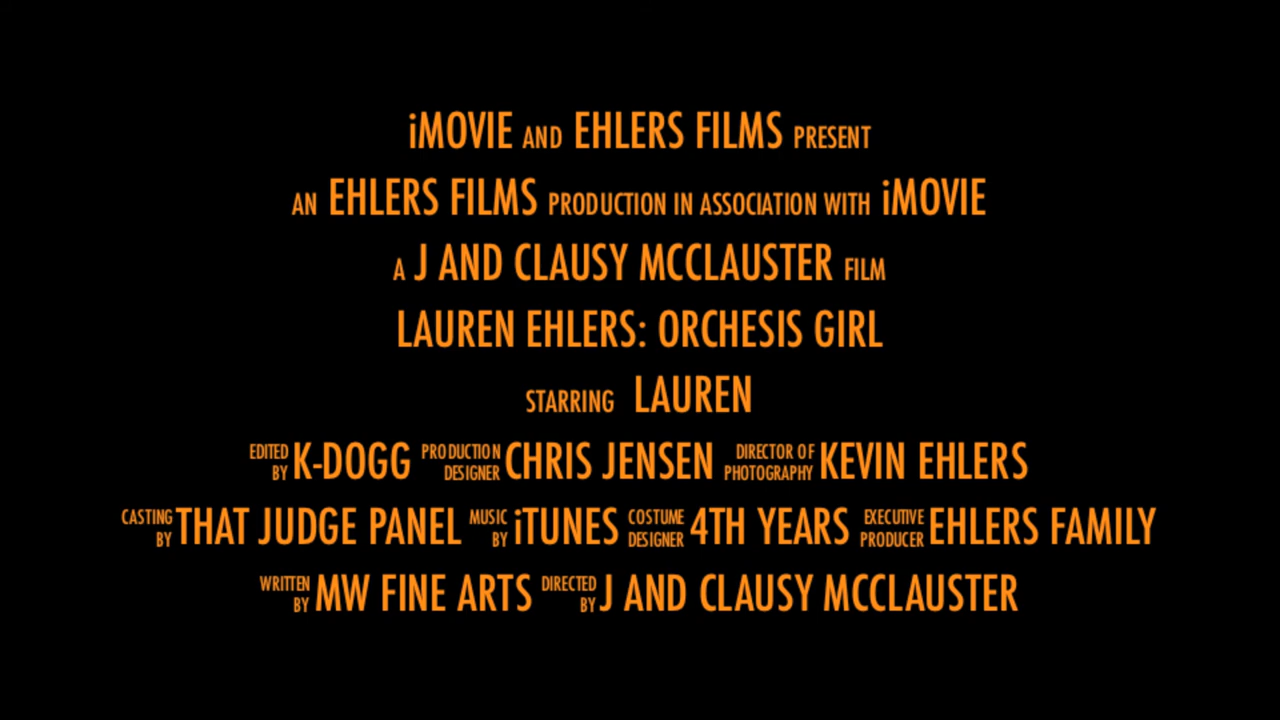 iMOVIE AND EHLERS FILMS PRESENT
AN EHLERS FILMS PRODUCTION IN ASSOCIATION WITH iMOVIE
A J AND CLAUSY MCCLAUSTER FILM
LAUREN EHLERS: ORCHESIS GIRL
STARRING LAUREN
EDITED BY K-DOGG PRODUCTION DESIGNER CHRIS JENSEN DIRECTOR OF PHOTOGRAPHY KEVIN EHLERS
CASTING BY THAT JUDGE PANEL MUSIC BY iTUNES COSTUME DESIGNER 4TH YEARS EXECUTIVE PRODUCER EHLERS FAMILY
WRITTEN BY MW FINE ARTS DIRECTED BY J AND CLAUSY MCCLAUSTER